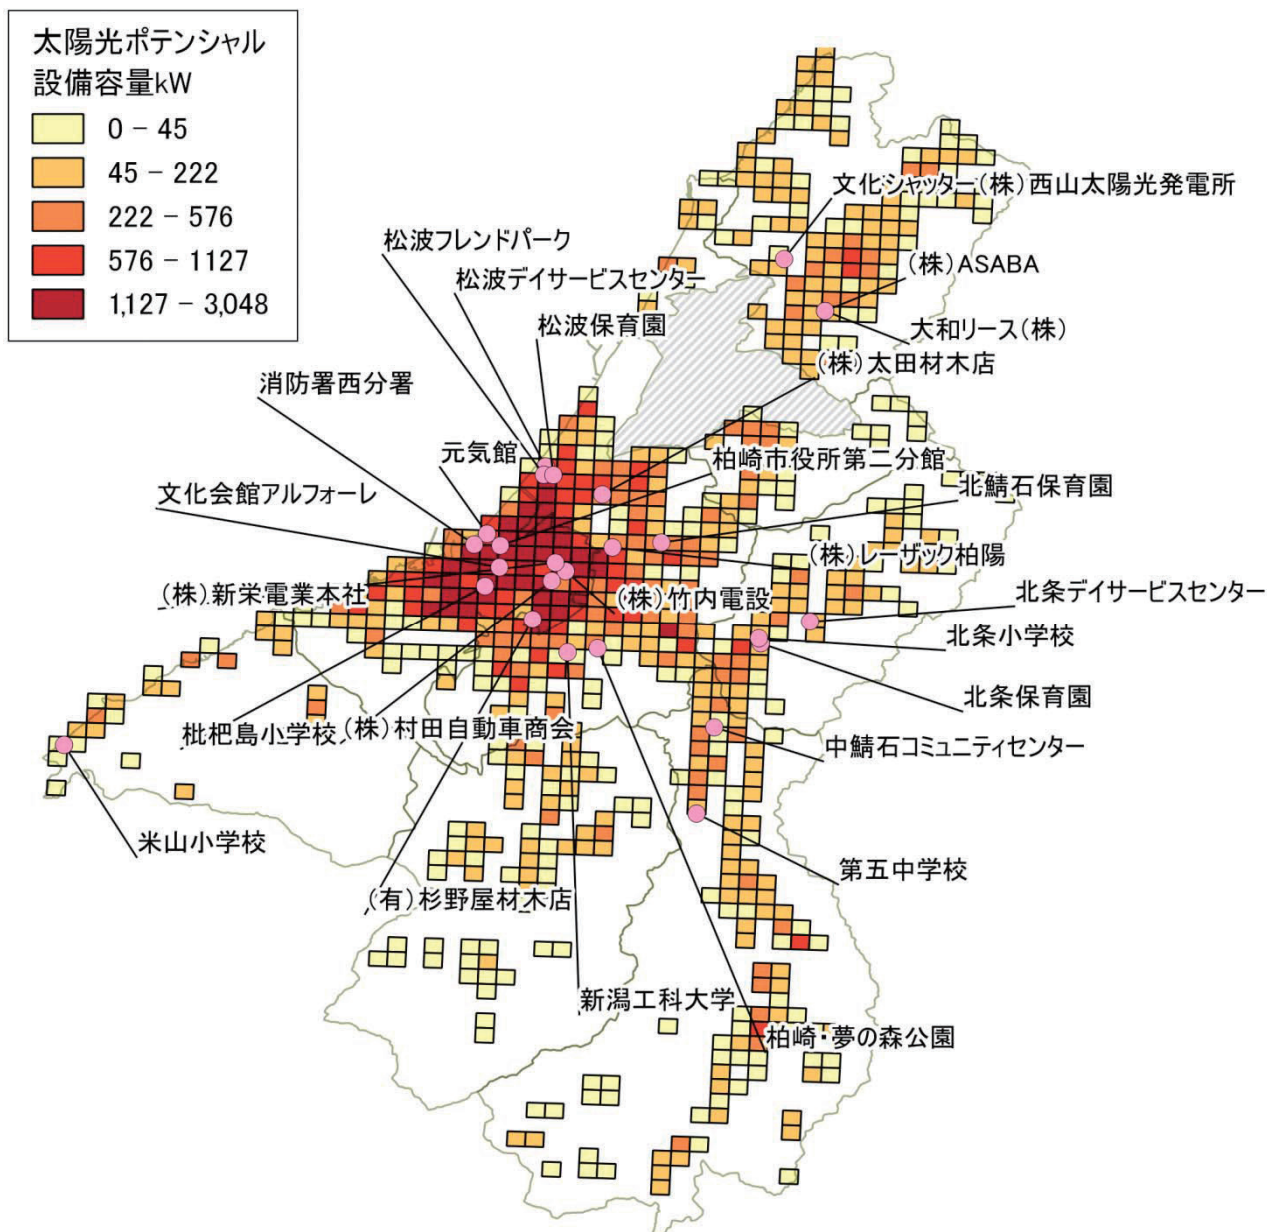 太陽光ポテンシャル
設備容量kW
0 – 45
45 – 222
222 – 576
576 – 1127
1,127 – 3,048
文化シャッター(株)西山太陽光発電所
松波フレンドパーク
(株)ASABA
松波デイサービスセンター
松波保育園
大和リース(株)
(株)太田材木店
消防署西分署
元気館
柏崎市役所第二分館
文化会館アルフォーレ
北鯖石保育園
(株)レーザック柏陽
(株)新栄電業本社
(株)竹内電設
北条デイサービスセンター
北条小学校
北条保育園
枇杷島小学校
(株)村田自動車商会
中鯖石コミュニティセンター
米山小学校
第五中学校
(有)杉野屋材木店
新潟工科大学
柏崎・夢の森公園